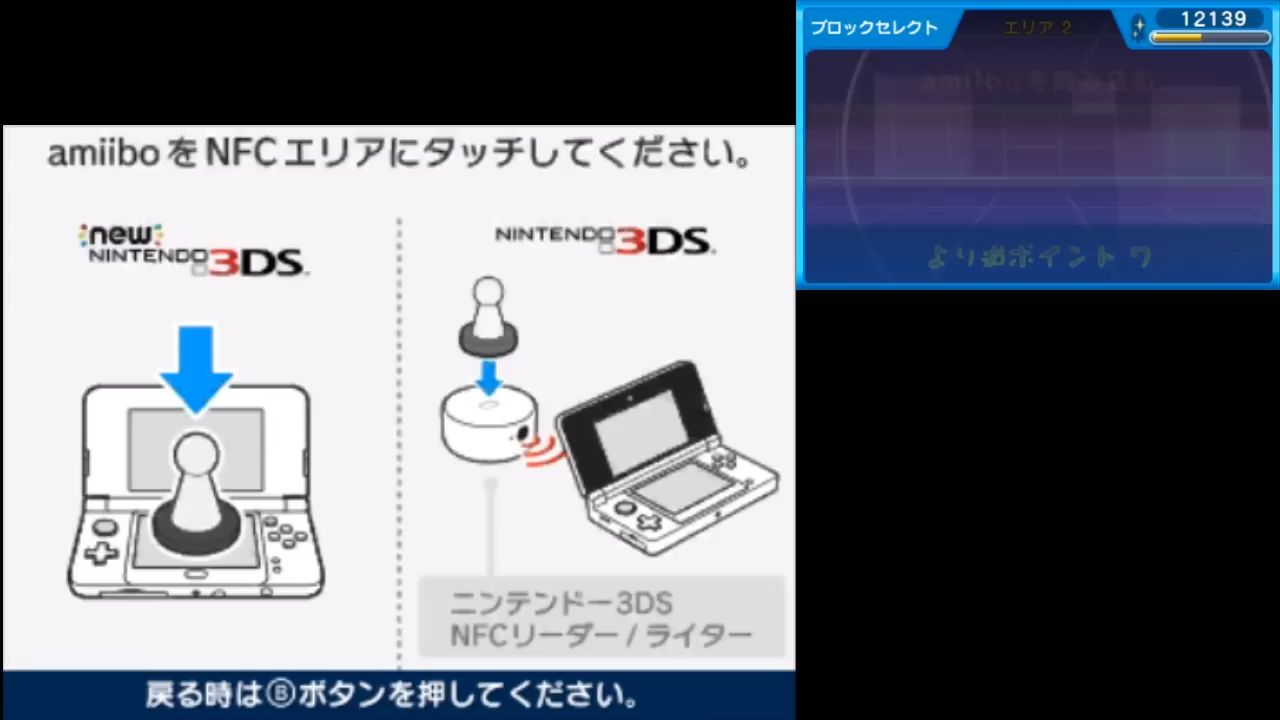 amiiboをNFCエリアにタッチしてください。
new
NINTENDO 3DS
NINTENDO 3DS
ニンテンドー3DS
NFCリーダー / ライター
戻る時はⒷボタンを押してください。
ブロックセレクト
エリア 2
12139
amiiboを読み込む
より道ポイント 7